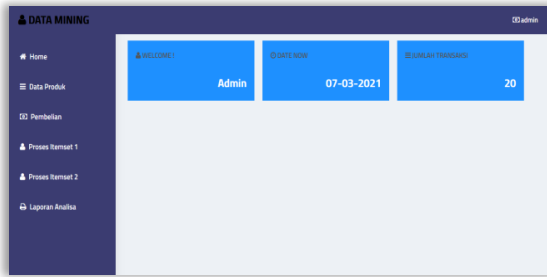 DATA MINING
admin
Home
Data Produk
Pembelian
Proses Itemset 1
Proses Itemset 2
Laporan Analisa
WELCOME !
Admin
DATE NOW
07-03-2021
JUMLAH TRANSAKSI
20